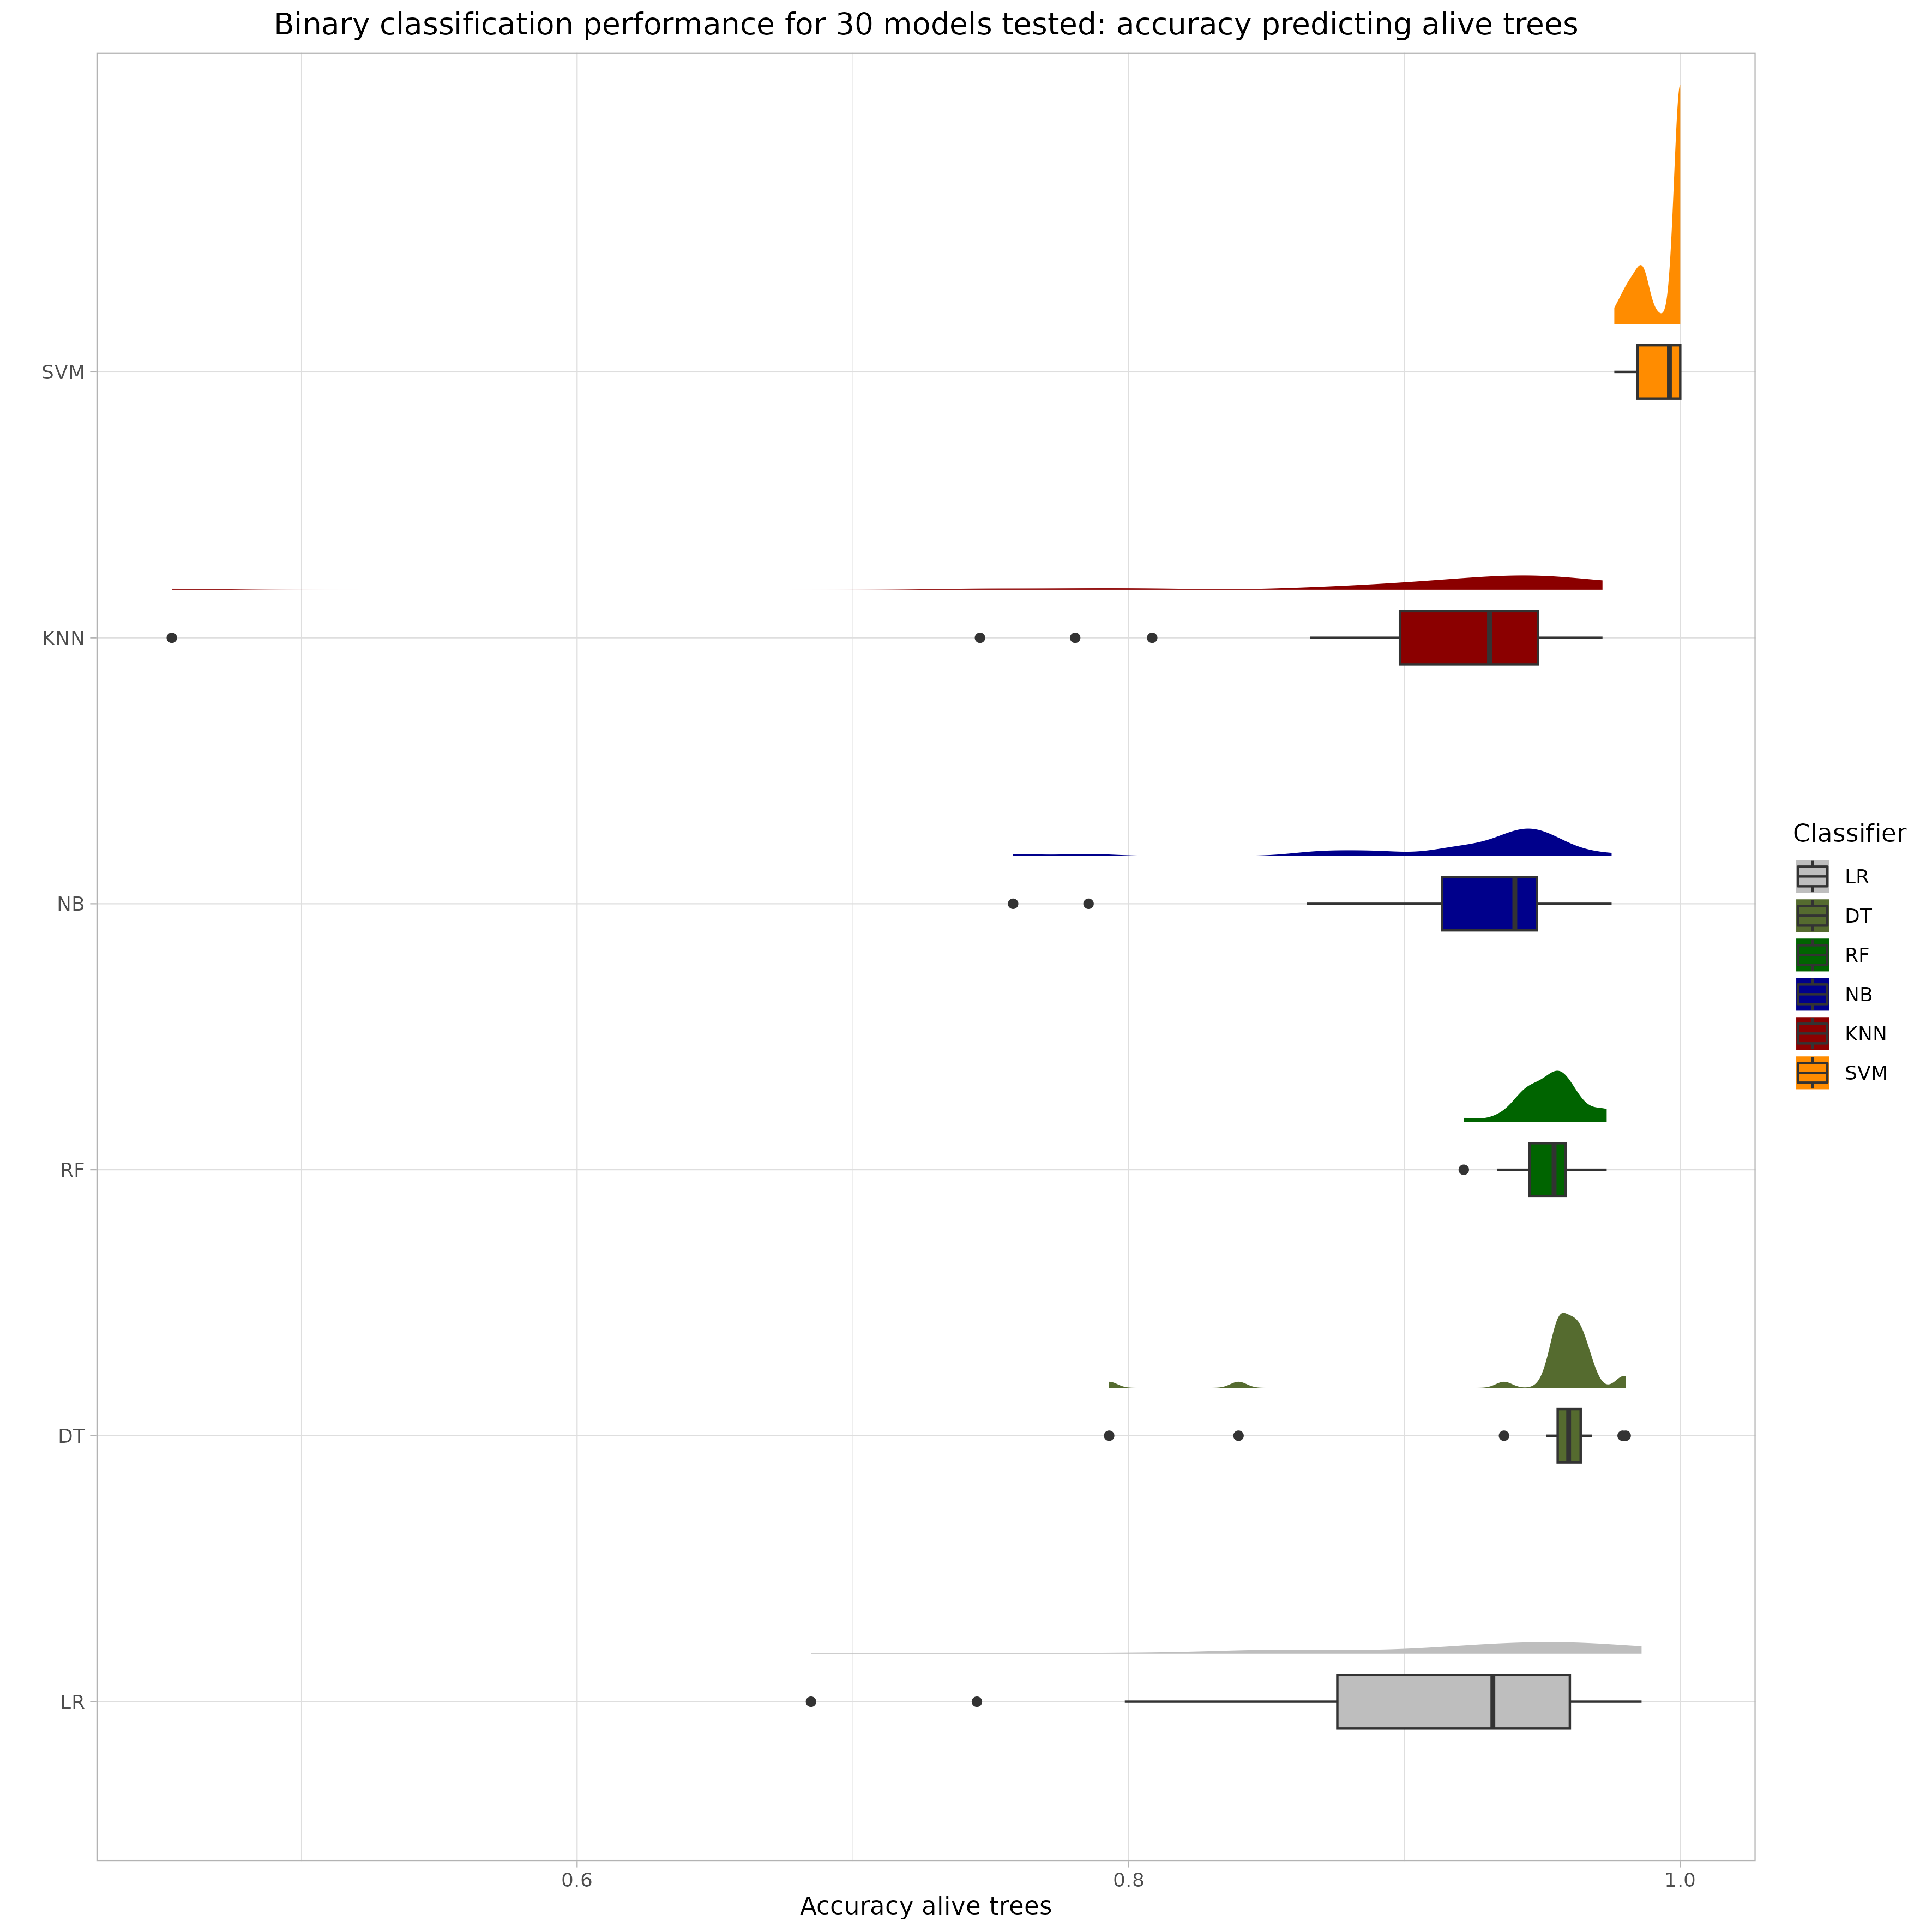 Binary classification performance for 30 models tested: accuracy predicting alive trees
SVM
KNN
NB
RF
DT
LR
0.6
0.8
1.0
Accuracy alive trees
Classifier
LR
DT
RF
NB
KNN
SVM